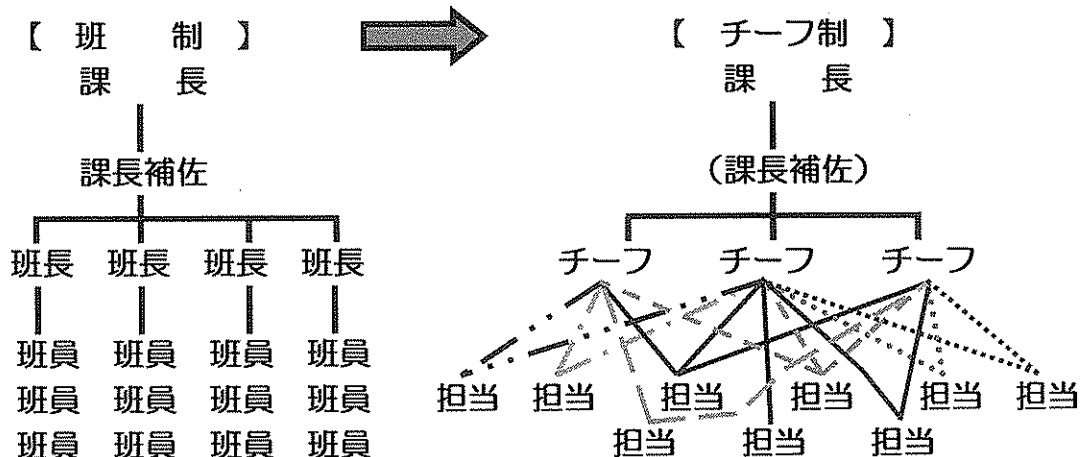 【 班 制 】
課 長
課長補佐
班長 班長 班長 班長
班員 班員 班員 班員
班員 班員 班員 班員
班員 班員 班員 班員
【 チーフ制 】
課 長
(課長補佐)
チーフ チーフ チーフ
担当 担当 担当 担当 担当 担当
担当 担当 担当